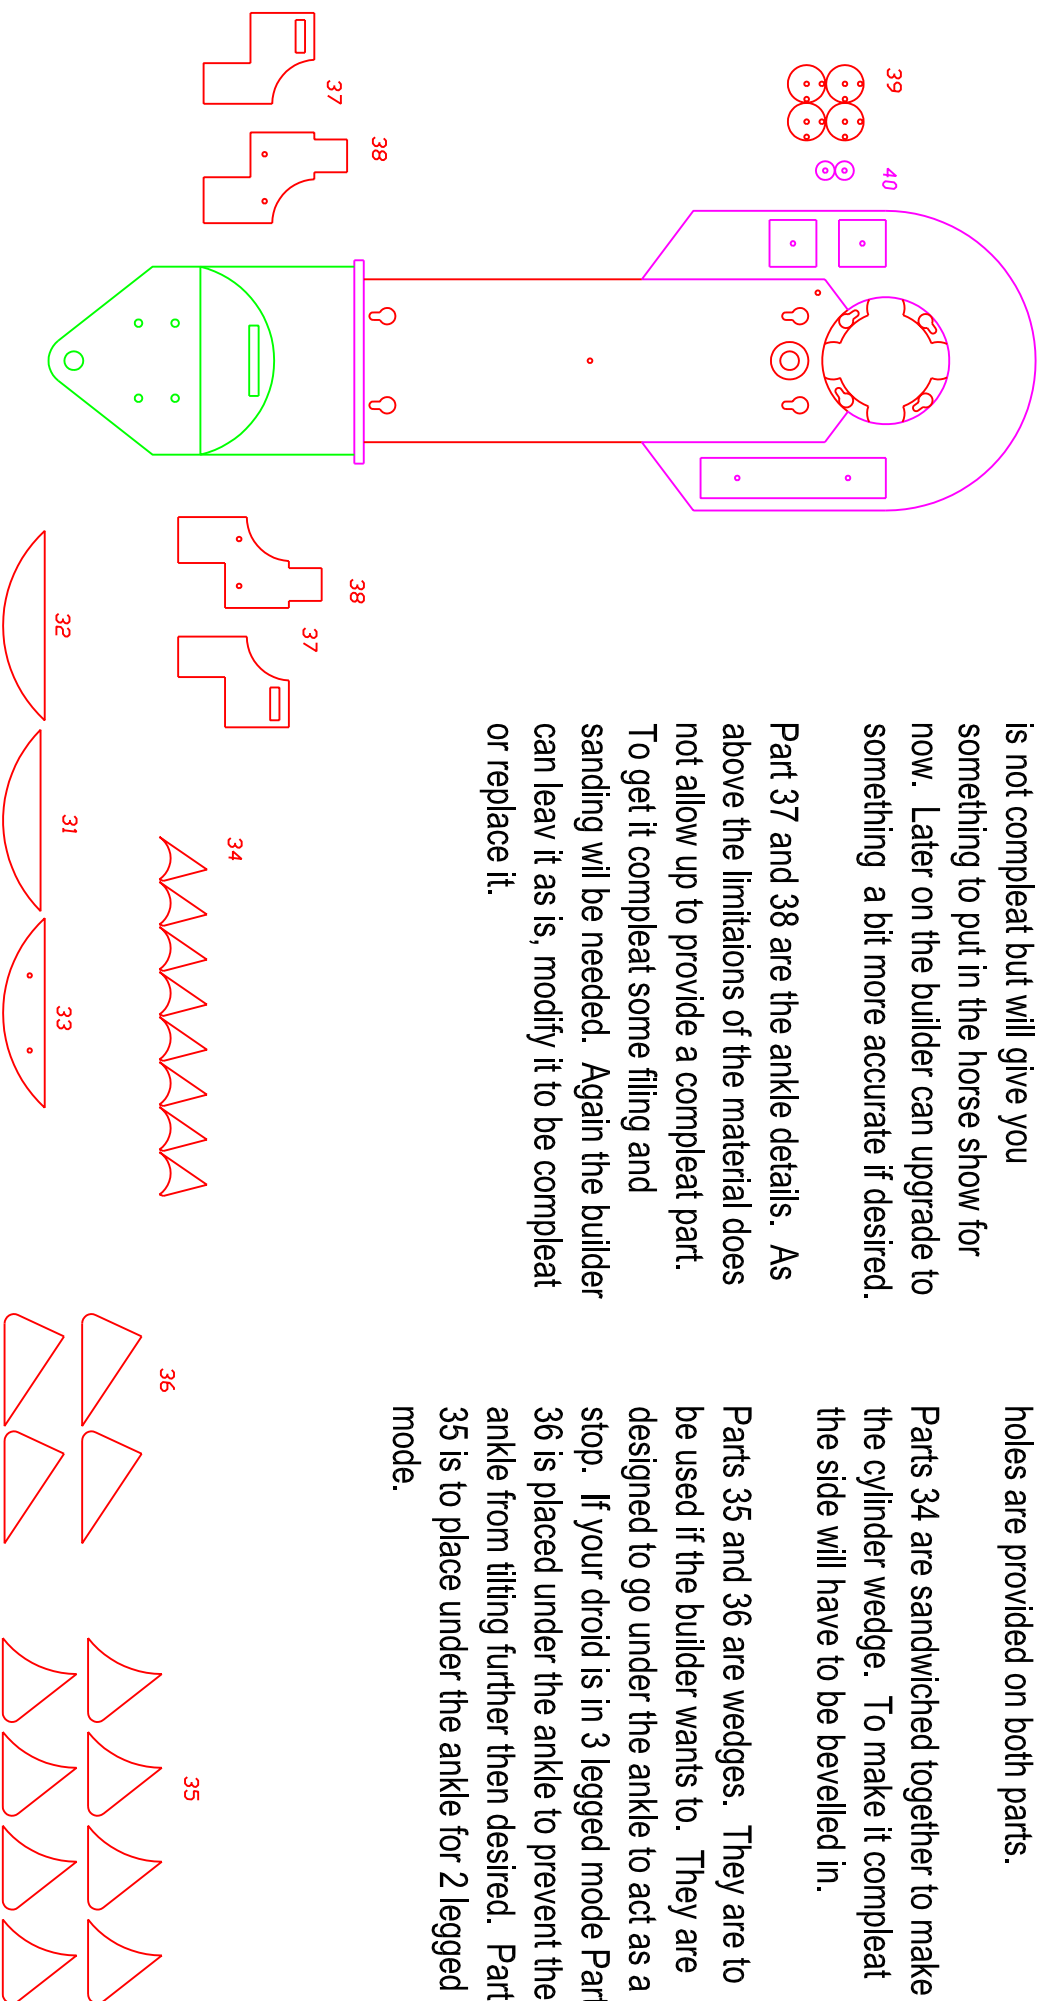 is not compleat but will give you
something to put in the horse show for
now. Later on the builder can upgrade to
something a bit more accurate if desired.
Part 37 and 38 are the ankle details. As
above the limitaions of the material does
not allow up to provide a compleat part.
To get it compleat some filing and
sanding wil be needed. Again the builder
can leav it as is, modify it to be compleat
or replace it.
holes are provided on both parts.
Parts 34 are sandwiched together to make
the cylinder wedge. To make it compleat
the side will have to be bevelled in.
Parts 35 and 36 are wedges. They are to
be used if the builder wants to. They are
designed to go under the ankle to act as a
stop. If your droid is in 3 legged mode Part
36 is placed under the ankle to prevent the
ankle from tilting further then desired. Part
35 is to place under the ankle for 2 legged
mode.
39
40
38
37
38
37
32
31
33
34
36
35